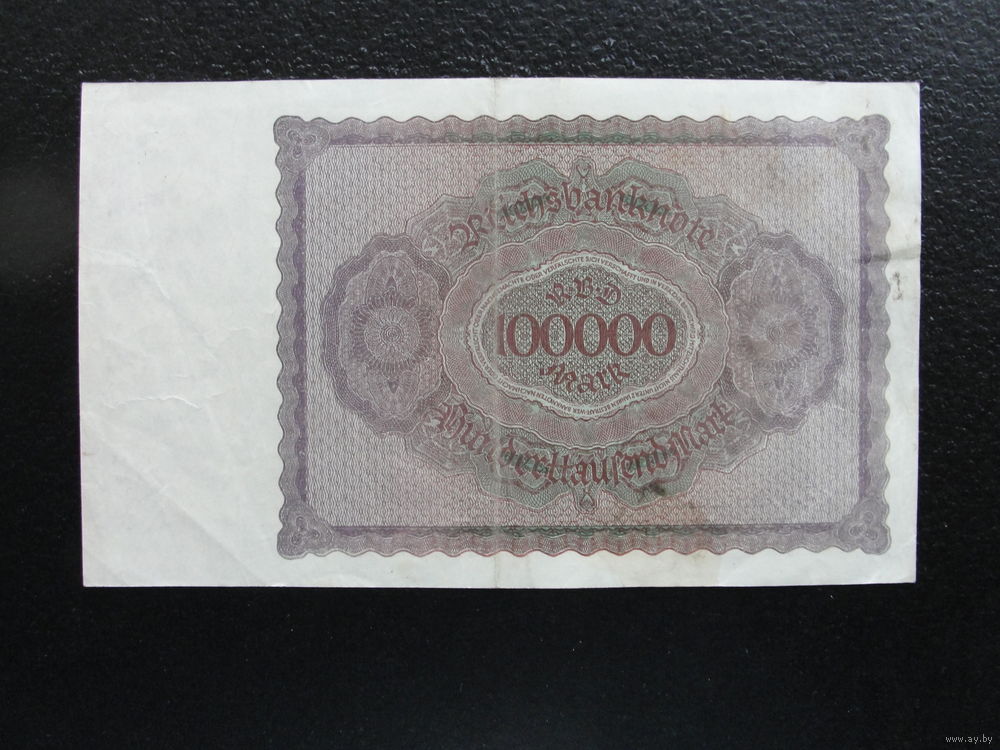 Reichsbanknote
R·B·D
100000
Mark
Hunderttausend Mark
www.ay.by